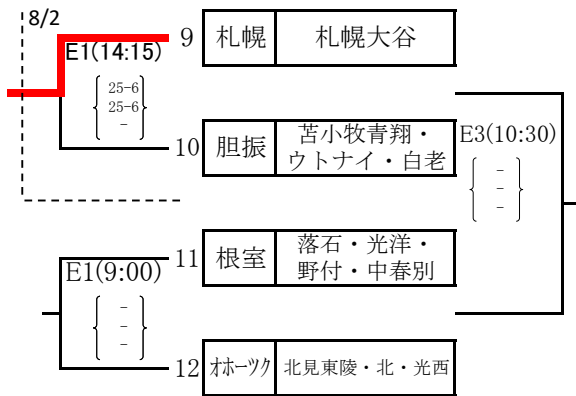 8/2
E1(14:15)
25-6
25-6
-
9 札幌 札幌大谷
10 胆振 苫小牧青翔・
ウトナイ・白老
E3(10:30)
-
-
-
11 根室 落石・光洋・
野付・中春別
E1(9:00)
-
-
-
12 ｵﾎｰﾂｸ 北見東陵・北・光西